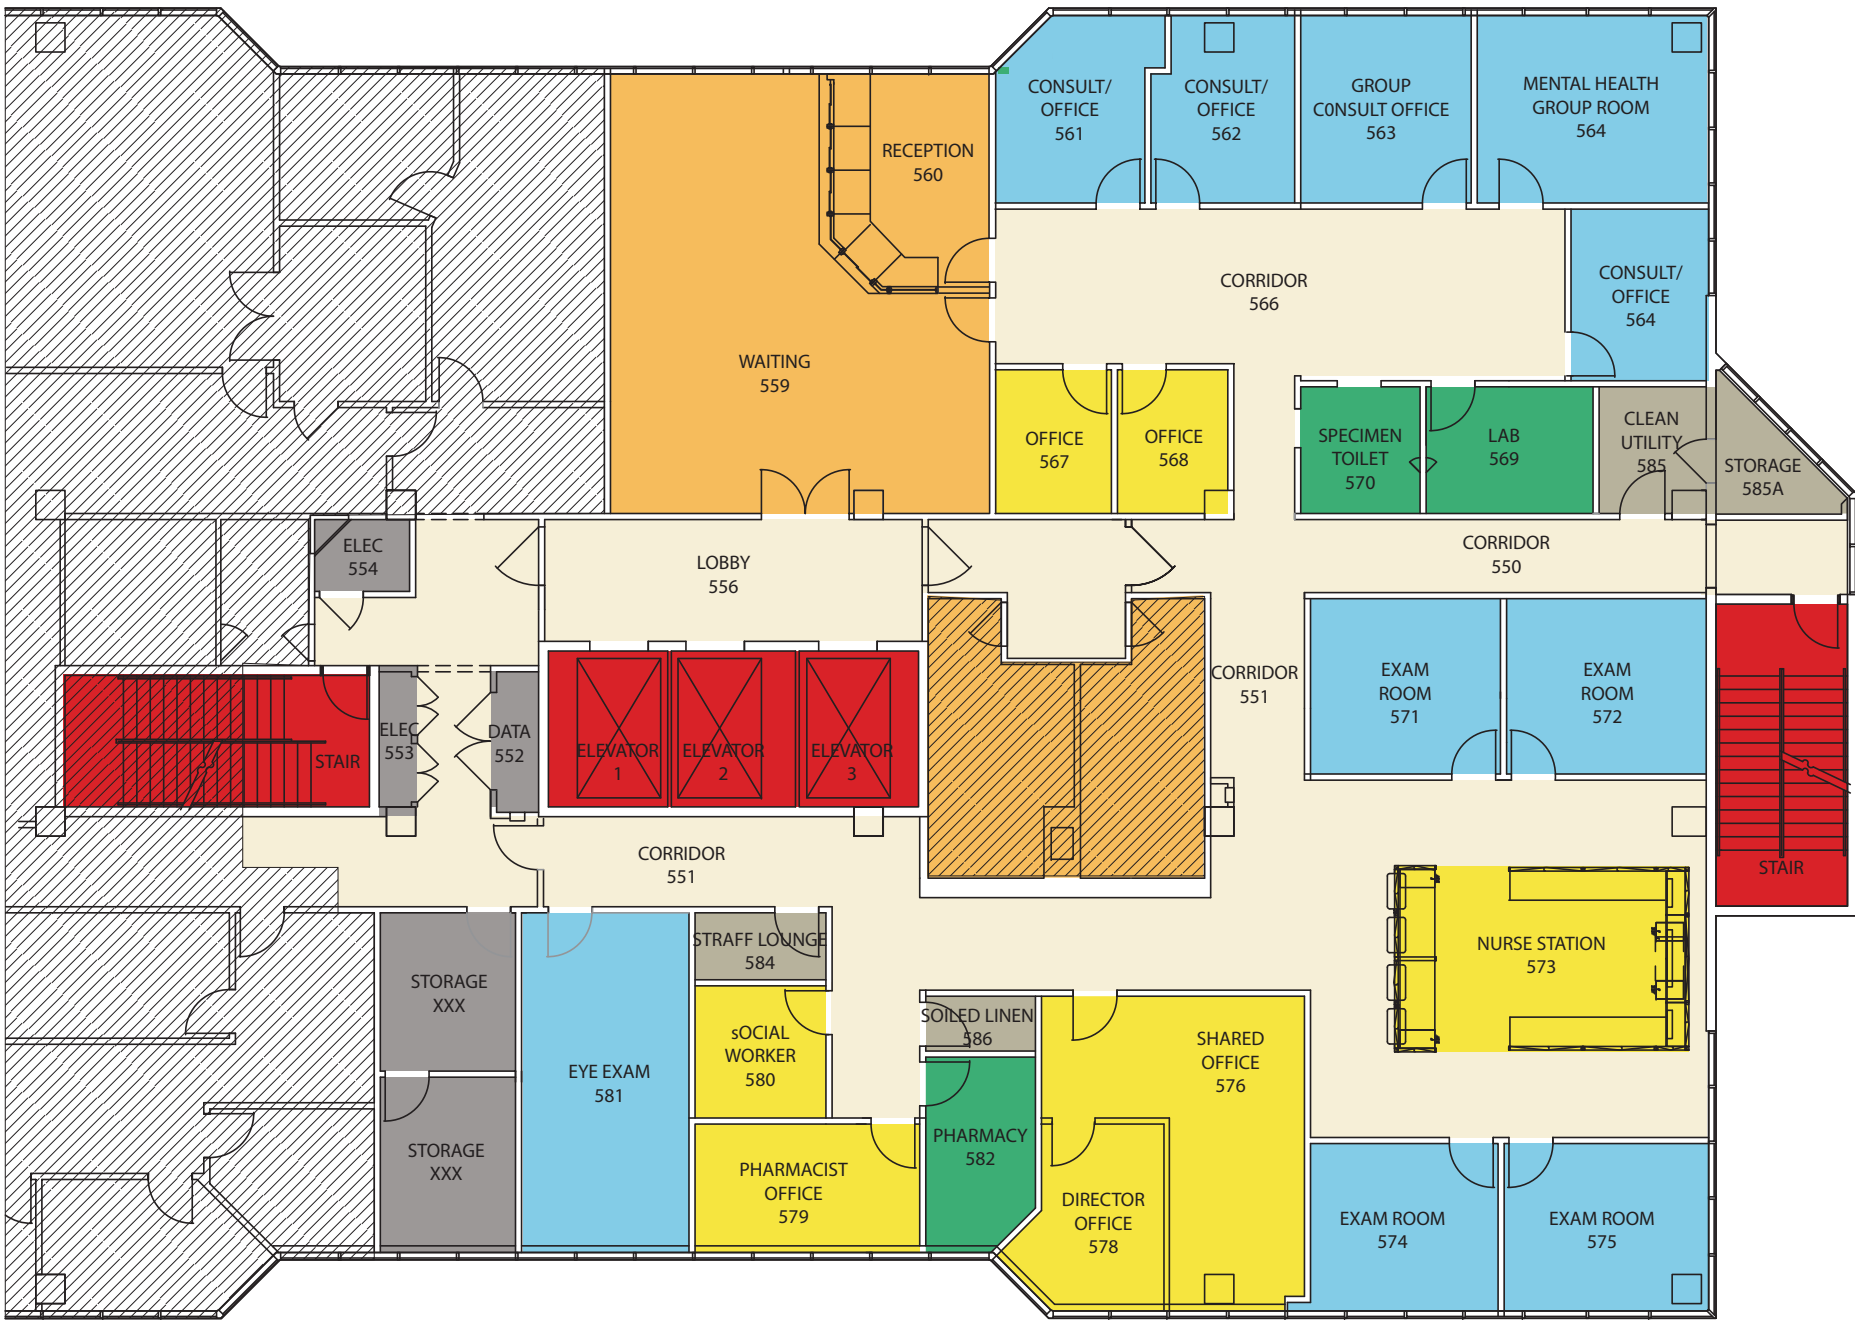 CONSULT/
OFFICE
561
CONSULT/
OFFICE
562
GROUP
C0NSULT OFFICE
563
MENTAL HEALTH
GROUP ROOM
564
RECEPTION
560
CORRIDOR
566
CONSULT/
OFFICE
564
WAITING
559
OFFICE
567
OFFICE
568
SPECIMEN
TOILET
570
LAB
569
CLEAN
UTILITY
585
STORAGE
585A
ELEC
554
LOBBY
556
CORRIDOR
550
CORRIDOR
551
EXAM
ROOM
571
EXAM
ROOM
572
STAIR
ELEC
553
DATA
552
ELEVATOR
1
ELEVATOR
2
ELEVATOR
3
CORRIDOR
551
STAIR
STORAGE
XXX
STRAFF LOUNGE
584
NURSE STATION
573
SOILED LINEN
586
sOCIAL
WORKER
580
SHARED
OFFICE
576
EYE EXAM
581
STORAGE
XXX
PHARMACY
582
PHARMACIST
OFFICE
579
DIRECTOR
OFFICE
578
EXAM ROOM
574
EXAM ROOM
575